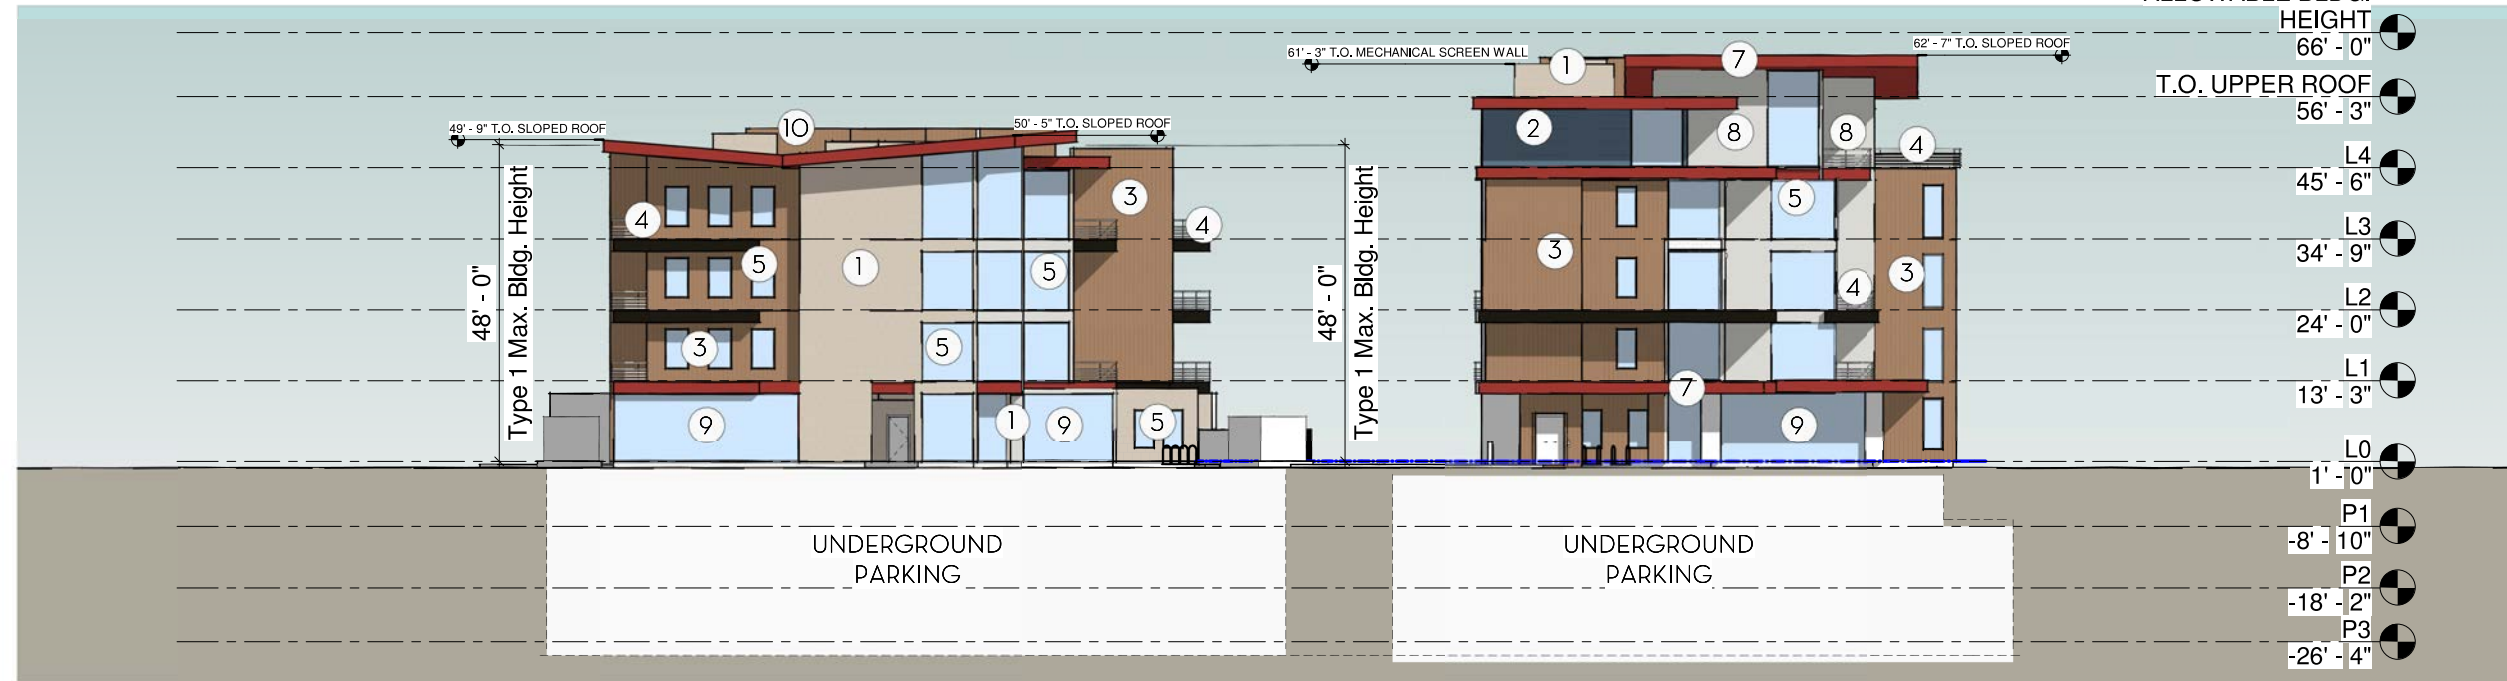 HEIGHT
66' - 0"
T.O. UPPER ROOF
56' - 3"
L4
45' - 6"
L3
34' - 9"
L2
24' - 0"
L1
13' - 3"
L0
1' - 0"
P1
-8' - 10"
P2
-18' - 2"
P3
-26' - 4"
49' - 9" T.O. SLOPED ROOF
50' - 5" T.O. SLOPED ROOF
48' - 0"
Type 1 Max. Bldg. Height
10
4
3
4
5
1
5
3
5
9
1
9
5
UNDERGROUND
PARKING
61' - 3" T.O. MECHANICAL SCREEN WALL
62' - 7" T.O. SLOPED ROOF
48' - 0"
Type 1 Max. Bldg. Height
1
7
2
8
8
4
5
3
4
3
7
9
UNDERGROUND
PARKING